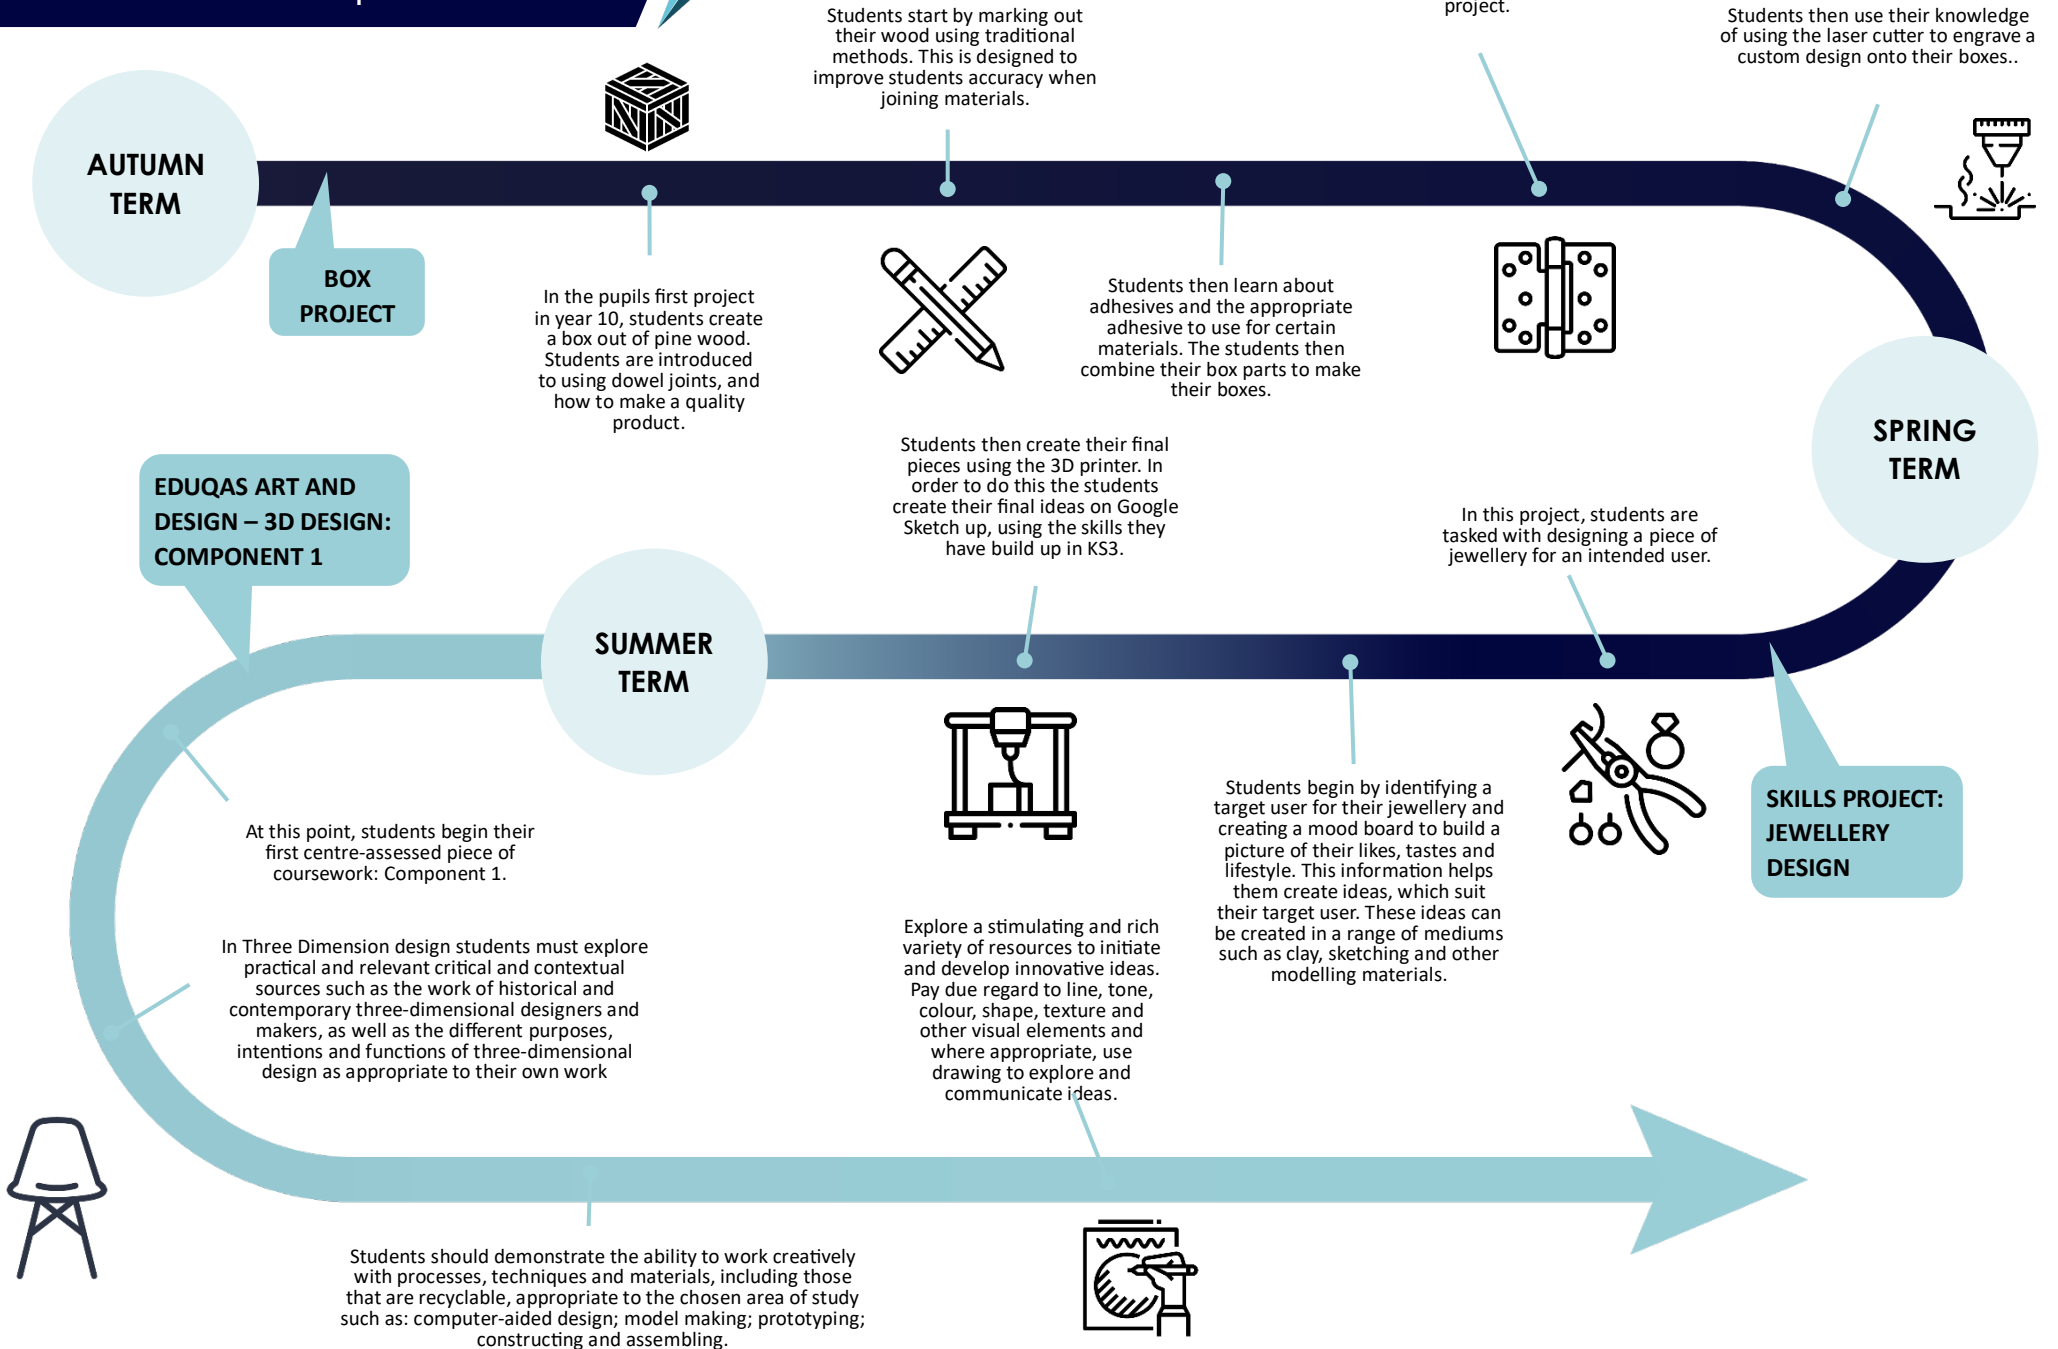 Students start by marking out
their wood using traditional
methods. This is designed to
improve students accuracy when
joining materials.
project.
Students then use their knowledge
of using the laser cutter to engrave a
custom design onto their boxes..
AUTUMN
TERM
BOX
PROJECT
In the pupils first project
in year 10, students create
a box out of pine wood.
Students are introduced
to using dowel joints, and
how to make a quality
product.
Students then learn about
adhesives and the appropriate
adhesive to use for certain
materials. The students then
combine their box parts to make
their boxes.
SPRING
TERM
SKILLS PROJECT:
JEWELLERY
DESIGN
In this project, students are
tasked with designing a piece of
jewellery for an intended user.
Students begin by identifying a
target user for their jewellery and
creating a mood board to build a
picture of their likes, tastes and
lifestyle. This information helps
them create ideas, which suit
their target user. These ideas can
be created in a range of mediums
such as clay, sketching and other
modelling materials.
Students then create their final
pieces using the 3D printer. In
order to do this the students
create their final ideas on Google
Sketch up, using the skills they
have build up in KS3.
SUMMER
TERM
EDUQAS ART AND
DESIGN – 3D DESIGN:
COMPONENT 1
At this point, students begin their
first centre-assessed piece of
coursework: Component 1.
In Three Dimension design students must explore
practical and relevant critical and contextual
sources such as the work of historical and
contemporary three-dimensional designers and
makers, as well as the different purposes,
intentions and functions of three-dimensional
design as appropriate to their own work
Students should demonstrate the ability to work creatively
with processes, techniques and materials, including those
that are recyclable, appropriate to the chosen area of study
such as: computer-aided design; model making; prototyping;
constructing and assembling.
Explore a stimulating and rich
variety of resources to initiate
and develop innovative ideas.
Pay due regard to line, tone,
colour, shape, texture and
other visual elements and
where appropriate, use
drawing to explore and
communicate ideas.